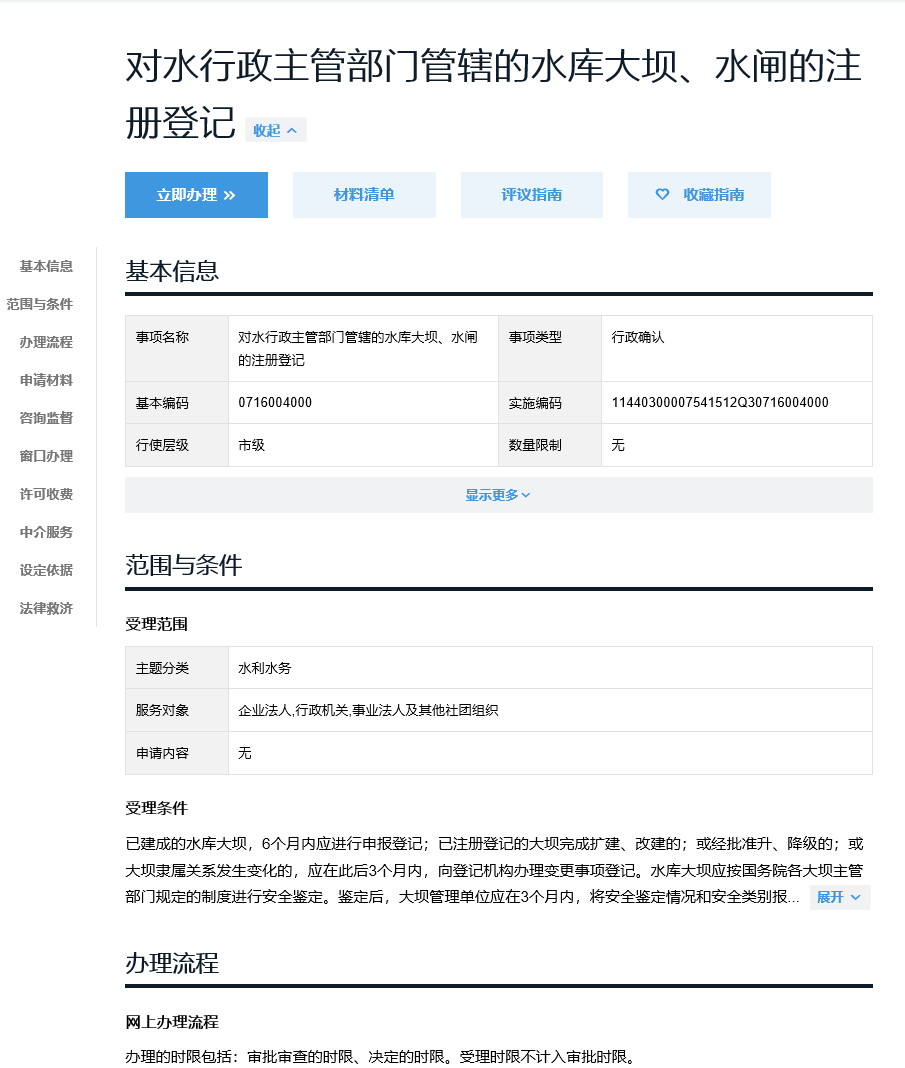 对水行政主管部门管辖的水库大坝、水闸的注
册登记 收起
立即办理 材料清单 评议指南 收藏指南
基本信息
范围与条件
办理流程
申请材料
咨询监督
窗口办理
许可收费
中介服务
设定依据
法律救济
基本信息
事项名称 对水行政主管部门管辖的水库大坝、水闸 事项类型 行政确认
的注册登记
基本编码 0716004000 实施编码 11440300007541512Q30716004000
行使层级 市级 数量限制 无
显示更多
范围与条件
受理范围
主题分类 水利水务
服务对象 企业法人,行政机关,事业法人及其他社团组织
申请内容 无
受理条件
已建成的水库大坝，6个月内应进行申报登记；已注册登记的大坝完成扩建、改建的；或经批准升、降级的；或
大坝隶属关系发生变化的，应在此后3个月内，向登记机构办理变更事项登记。水库大坝应按国务院各大坝主管
部门规定的制度进行安全鉴定。鉴定后，大坝管理单位应在3个月内，将安全鉴定情况和安全类别报... 展开
办理流程
网上办理流程
办理的时限包括：审批审查的时限、决定的时限。受理时限不计入审批时限。